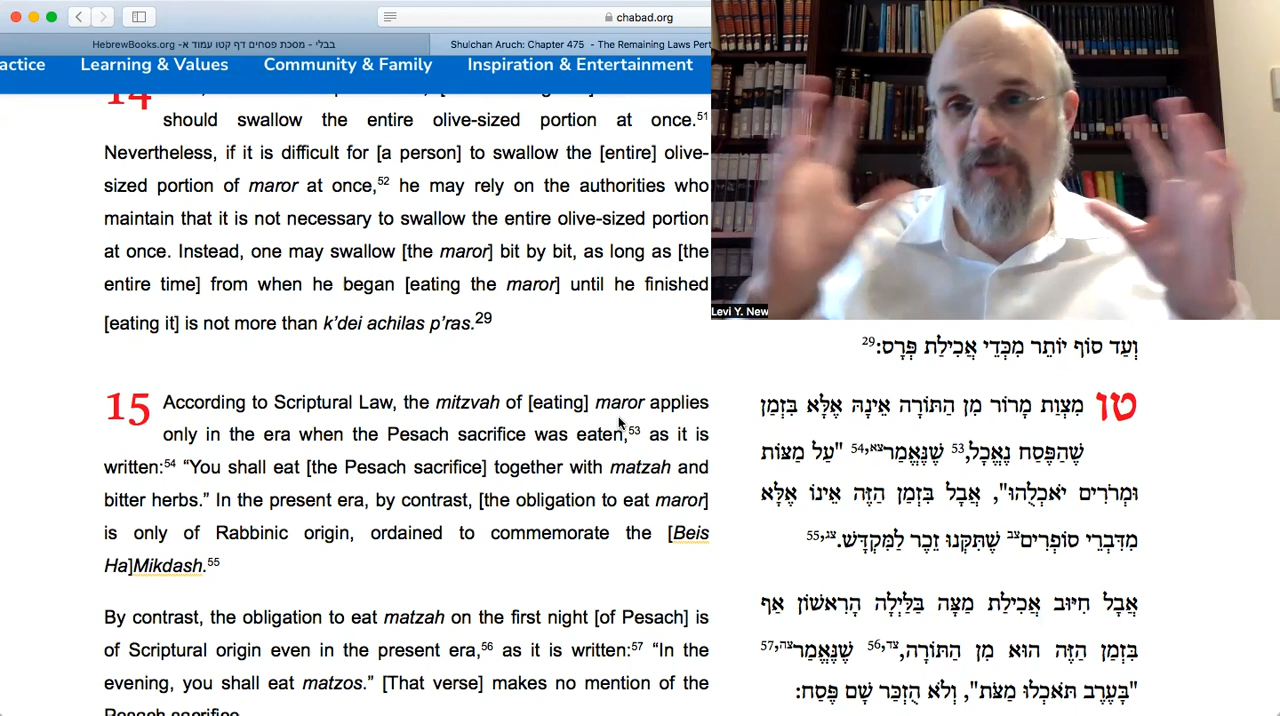 chabad.org
HebrewBooks.org - בבלי - מסכת פסחים דף קטו עמוד א
Shulchan Aruch: Chapter 475 - The Remaining Laws Pert
actice Learning & Values Community & Family Inspiration & Entertainment
14
should swallow the entire olive-sized portion at once.51
Nevertheless, if it is difficult for [a person] to swallow the [entire] olive-
sized portion of maror at once,52 he may rely on the authorities who
maintain that it is not necessary to swallow the entire olive-sized portion
at once. Instead, one may swallow [the maror] bit by bit, as long as [the
entire time] from when he began [eating the maror] until he finished
[eating it] is not more than k’dei achilas p’ras.29
15 According to Scriptural Law, the mitzvah of [eating] maror applies
only in the era when the Pesach sacrifice was eaten,53 as it is
written:54 “You shall eat [the Pesach sacrifice] together with matzah and
bitter herbs.” In the present era, by contrast, [the obligation to eat maror]
is only of Rabbinic origin, ordained to commemorate the [Beis
Ha]Mikdash.55
By contrast, the obligation to eat matzah on the first night [of Pesach] is
of Scriptural origin even in the present era,56 as it is written:57 “In the
evening, you shall eat matzos.” [That verse] makes no mention of the
Pesach sacrifice.
Levi Y. New
וְעַד סוֹף יוֹתֵר מִכְּדֵי אֲכִילַת פְּרָס:29
טו מִצְוַת מָרוֹר מִן הַתּוֹרָה אֵינָהּ אֶלָּא בִּזְמַן
שֶׁהַפֶּסַח נֶאֱכָל,53 שֶׁנֶּאֱמַרצא,54 "עַל מַצּוֹת
וּמְרֹרִים יֹאכְלֻהוּ", אֲבָל בִּזְמַן הַזֶּה אֵינוֹ אֶלָּא
מִדִּבְרֵי סוֹפְרִיםצב שֶׁתִּקְּנוּ זֵכֶר לַמִּקְדָּשׁ.צג,55
אֲבָל חִיּוּב אֲכִילַת מַצָּה בַּלַּיְלָה הָרִאשׁוֹן אַף
בִּזְמַן הַזֶּה הוּא מִן הַתּוֹרָה,צד,56 שֶׁנֶּאֱמַרצה,57
"בָּעֶרֶב תֹּאכְלוּ מַצֹּת", וְלֹא הֻזְכַּר שָׁם פֶּסַח: